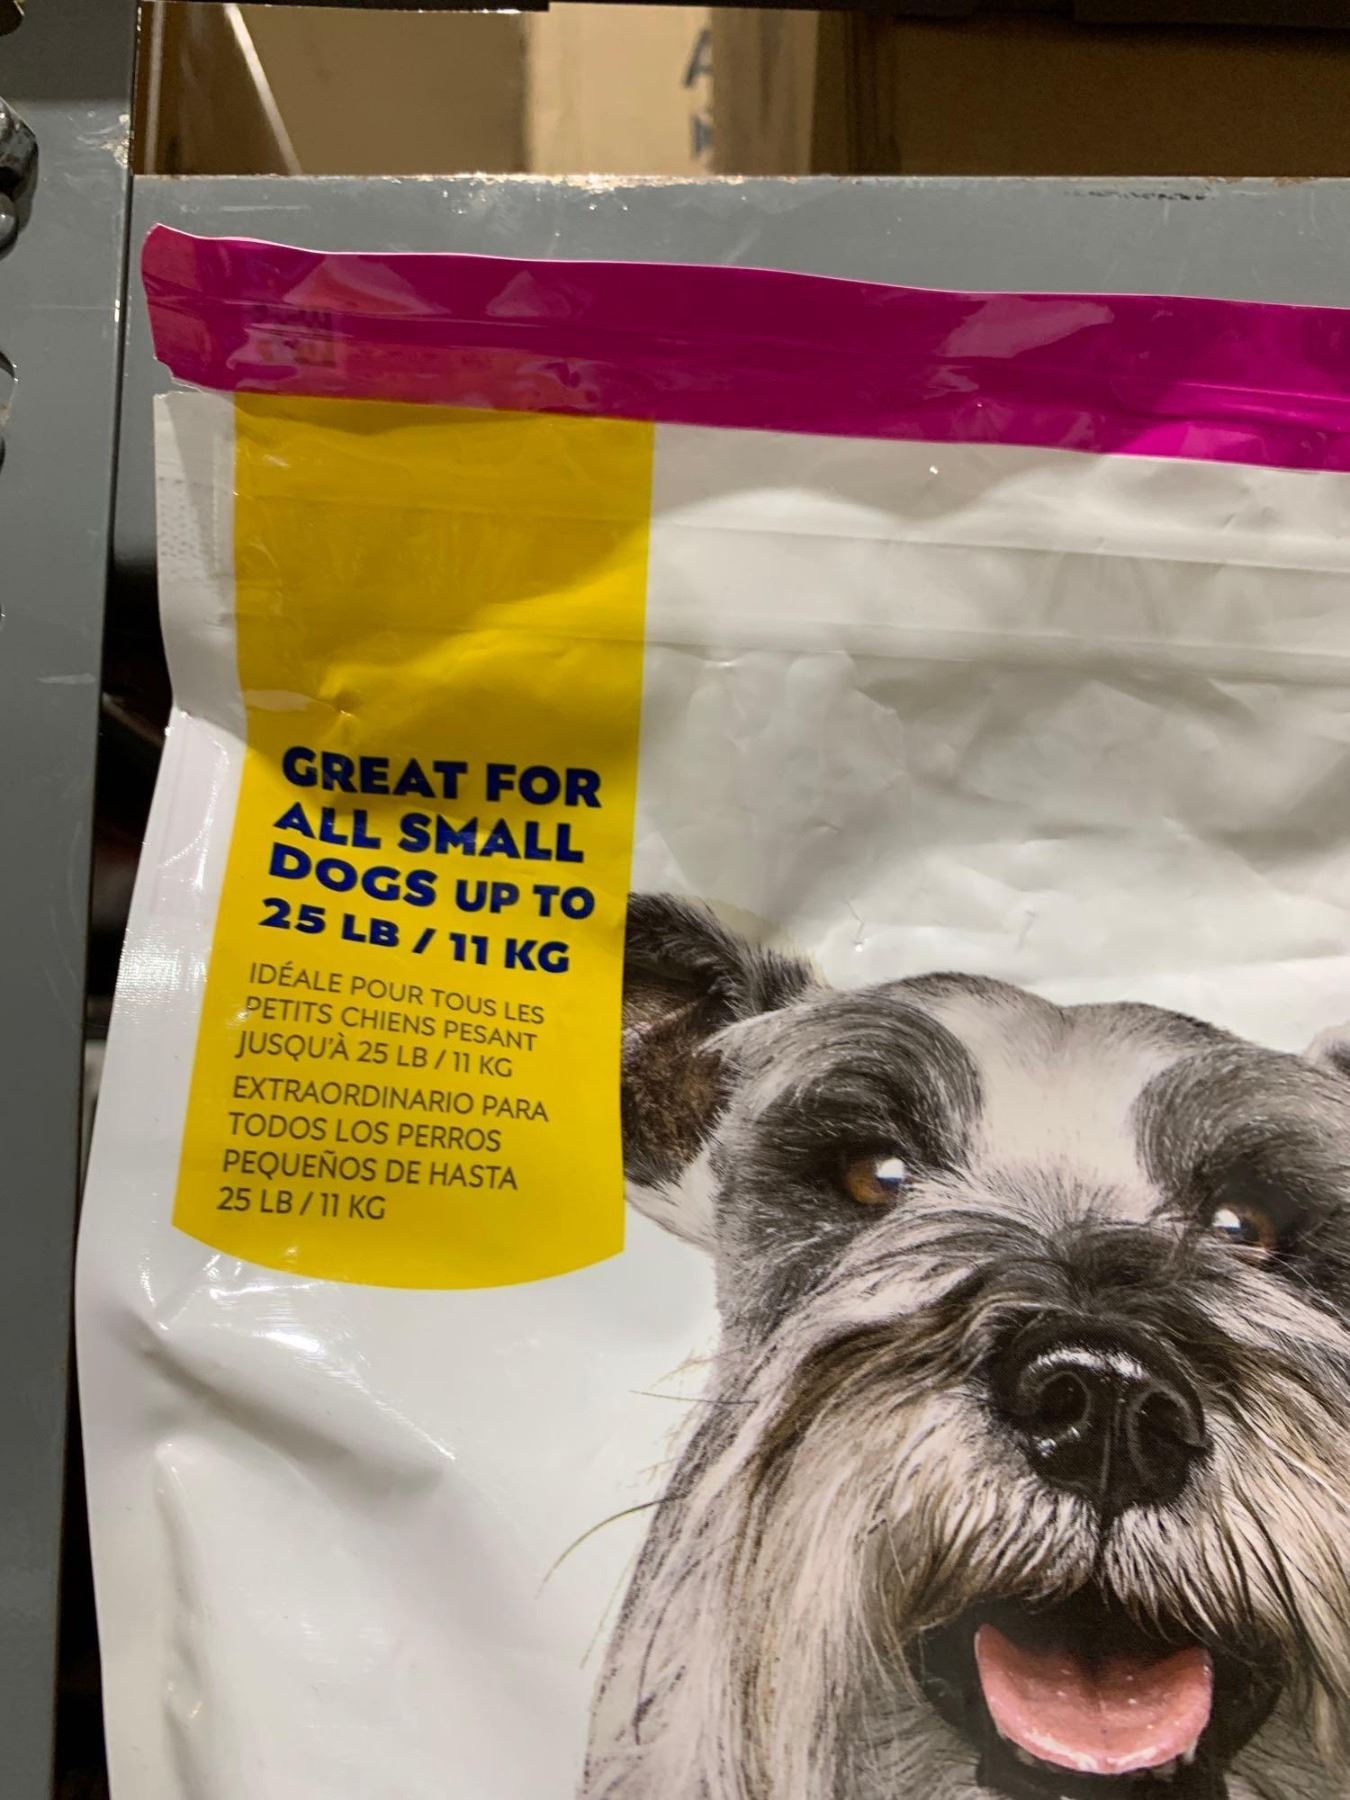 GREAT FOR
ALL SMALL
DOGS UP TO
25 LB / 11 KG
IDÉALE POUR TOUS LES
PETITS CHIENS PESANT
JUSQU'À 25 LB / 11 KG
EXTRAORDINARIO PARA
TODOS LOS PERROS
PEQUEÑOS DE HASTA
25 LB / 11 KG